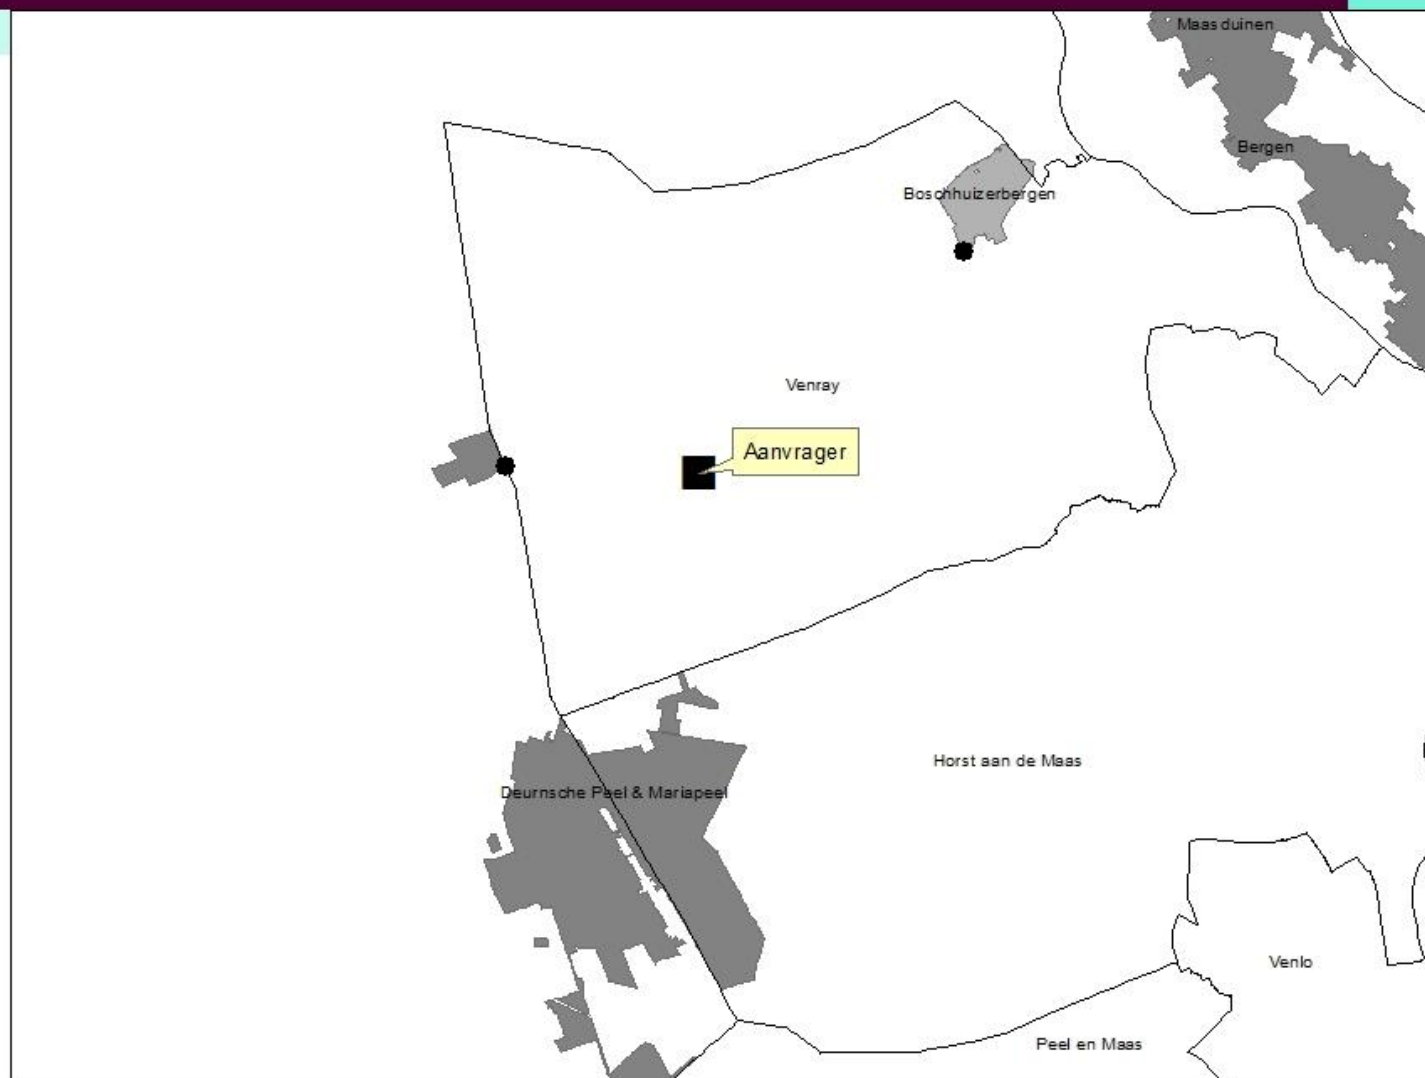 Maasduinen
Bergen
Boschhuizerbergen
Venray
Aanvrager
Horst aan de Maas
Deurnsche Peel & Mariapeel
Venlo
Peel en Maas